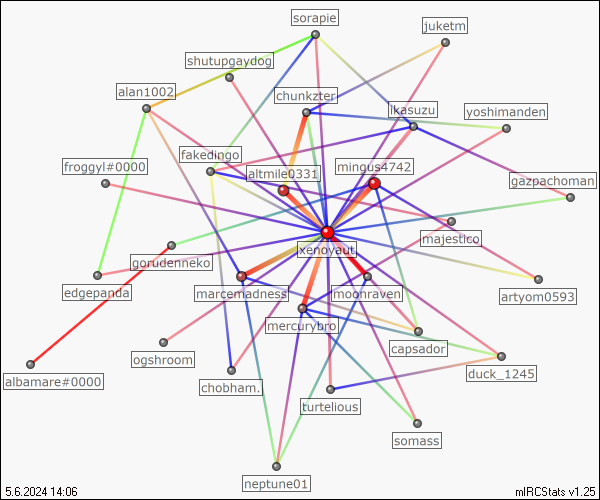 sorapie
juketm
shutupgaydog
alan1002
chunkzter
ikasuzu
yoshimanden
fakedingo
froggyl#0000
altmile0331
mingus4742
gazpachoman
majestico
xenoyaut
gorudenneko
edgepanda
marcemadness
moonraven
artyom0593
mercurybro
ogshroom
capsador
albamare#0000
chobham.
duck_1245
turtelious
somass
neptune01
5.6.2024 14:06
mIRCStats v1.25